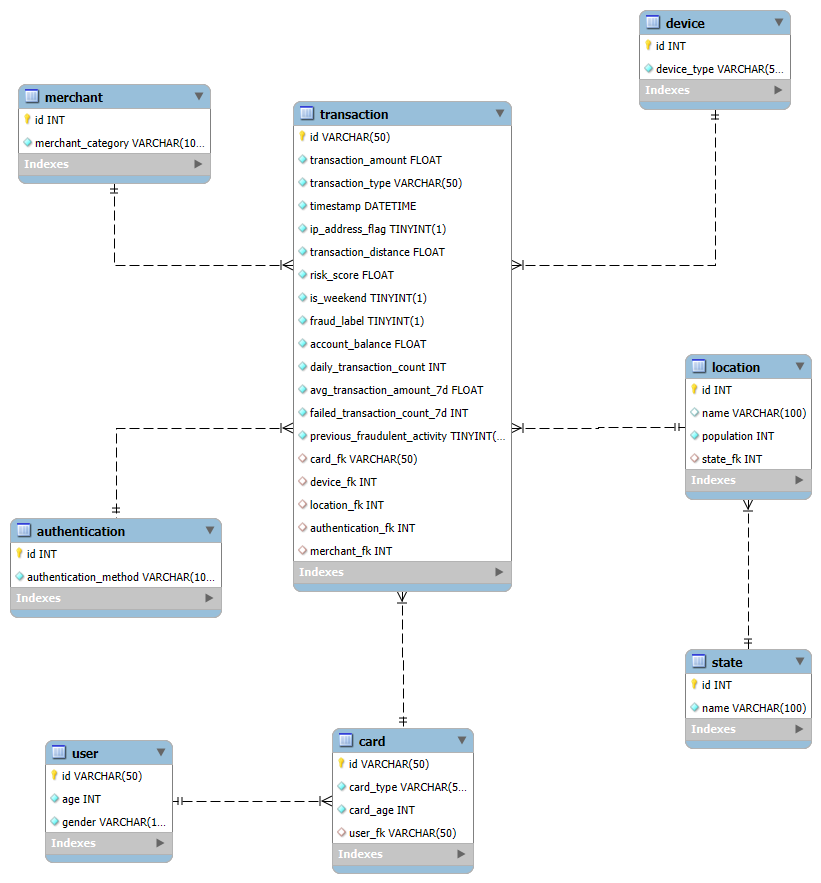 device
id INT
device_type VARCHAR(5...
Indexes
merchant
id INT
merchant_category VARCHAR(10...
Indexes
transaction
id VARCHAR(50)
transaction_amount FLOAT
transaction_type VARCHAR(50)
timestamp DATETIME
ip_address_flag TINYINT(1)
transaction_distance FLOAT
risk_score FLOAT
is_weekend TINYINT(1)
fraud_label TINYINT(1)
account_balance FLOAT
daily_transaction_count INT
avg_transaction_amount_7d FLOAT
failed_transaction_count_7d INT
previous_fraudulent_activity TINYINT(...
card_fk VARCHAR(50)
device_fk INT
location_fk INT
authentication_fk INT
merchant_fk INT
Indexes
location
id INT
name VARCHAR(100)
population INT
state_fk INT
Indexes
authentication
id INT
authentication_method VARCHAR(10...
Indexes
state
id INT
name VARCHAR(100)
Indexes
user
id VARCHAR(50)
age INT
gender VARCHAR(1...
Indexes
card
id VARCHAR(50)
card_type VARCHAR(5...
card_age INT
user_fk VARCHAR(50)
Indexes